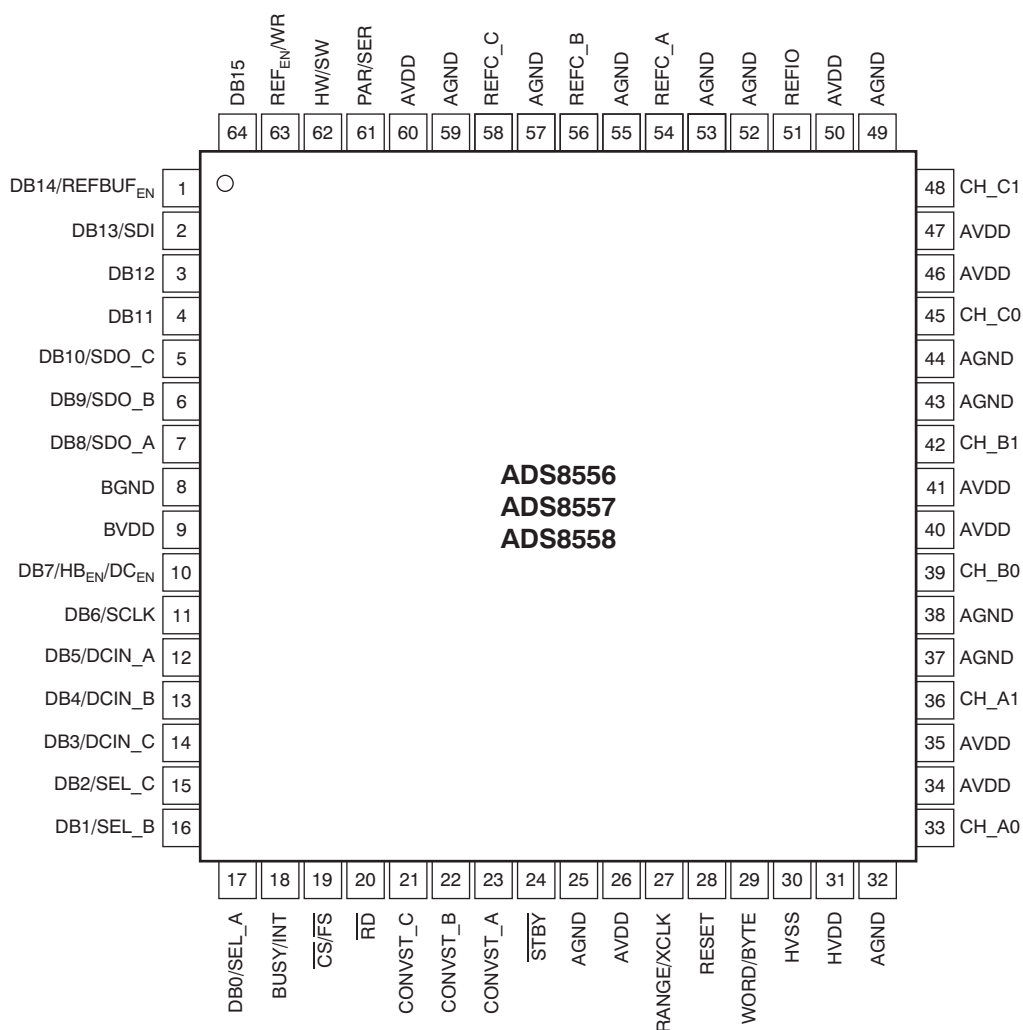 DB15
REFEN/WR
HW/SW
PAR/SER
AVDD
AGND
REFC_C
AGND
REFC_B
AGND
REFC_A
AGND
AGND
REFIO
AVDD
AGND
64 63 62 61 60 59 58 57 56 55 54 53 52 51 50 49
DB14/REFBUFEN 1
DB13/SDI 2
DB12 3
DB11 4
DB10/SDO_C 5
DB9/SDO_B 6
DB8/SDO_A 7
BGND 8
BVDD 9
DB7/HBEN/DCEN 10
DB6/SCLK 11
DB5/DCIN_A 12
DB4/DCIN_B 13
DB3/DCIN_C 14
DB2/SEL_C 15
DB1/SEL_B 16
ADS8556
ADS8557
ADS8558
48 CH_C1
47 AVDD
46 AVDD
45 CH_C0
44 AGND
43 AGND
42 CH_B1
41 AVDD
40 AVDD
39 CH_B0
38 AGND
37 AGND
36 CH_A1
35 AVDD
34 AVDD
33 CH_A0
17 18 19 20 21 22 23 24 25 26 27 28 29 30 31 32
DB0/SEL_A
BUSY/INT
CS/FS
RD
CONVST_C
CONVST_B
CONVST_A
STBY
AGND
AVDD
RANGE/XCLK
RESET
WORD/BYTE
HVSS
HVDD
AGND